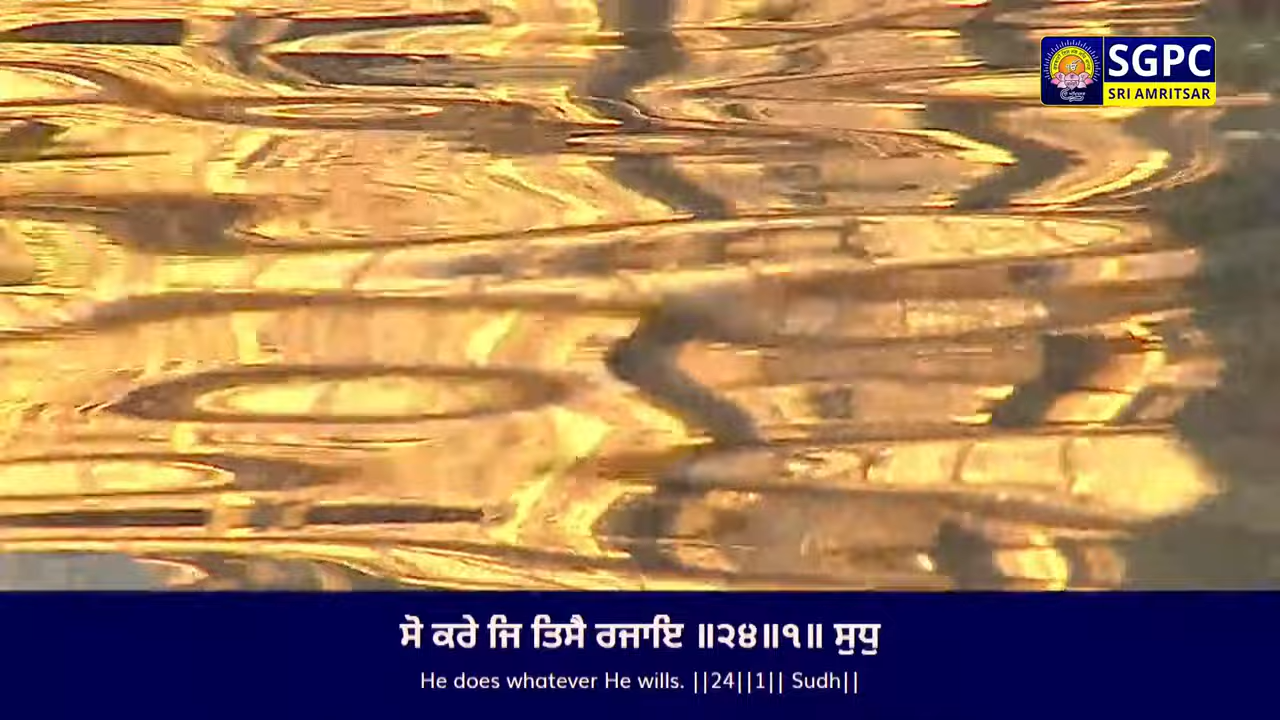 SGPC
SRI AMRITSAR
ਸੋ ਕਰੇ ਜਿ ਤਿਸੈ ਰਜਾਇ ॥੨੪॥੧॥ ਸੁਧੁ
He does whatever He wills. ||24||1|| Sudh||